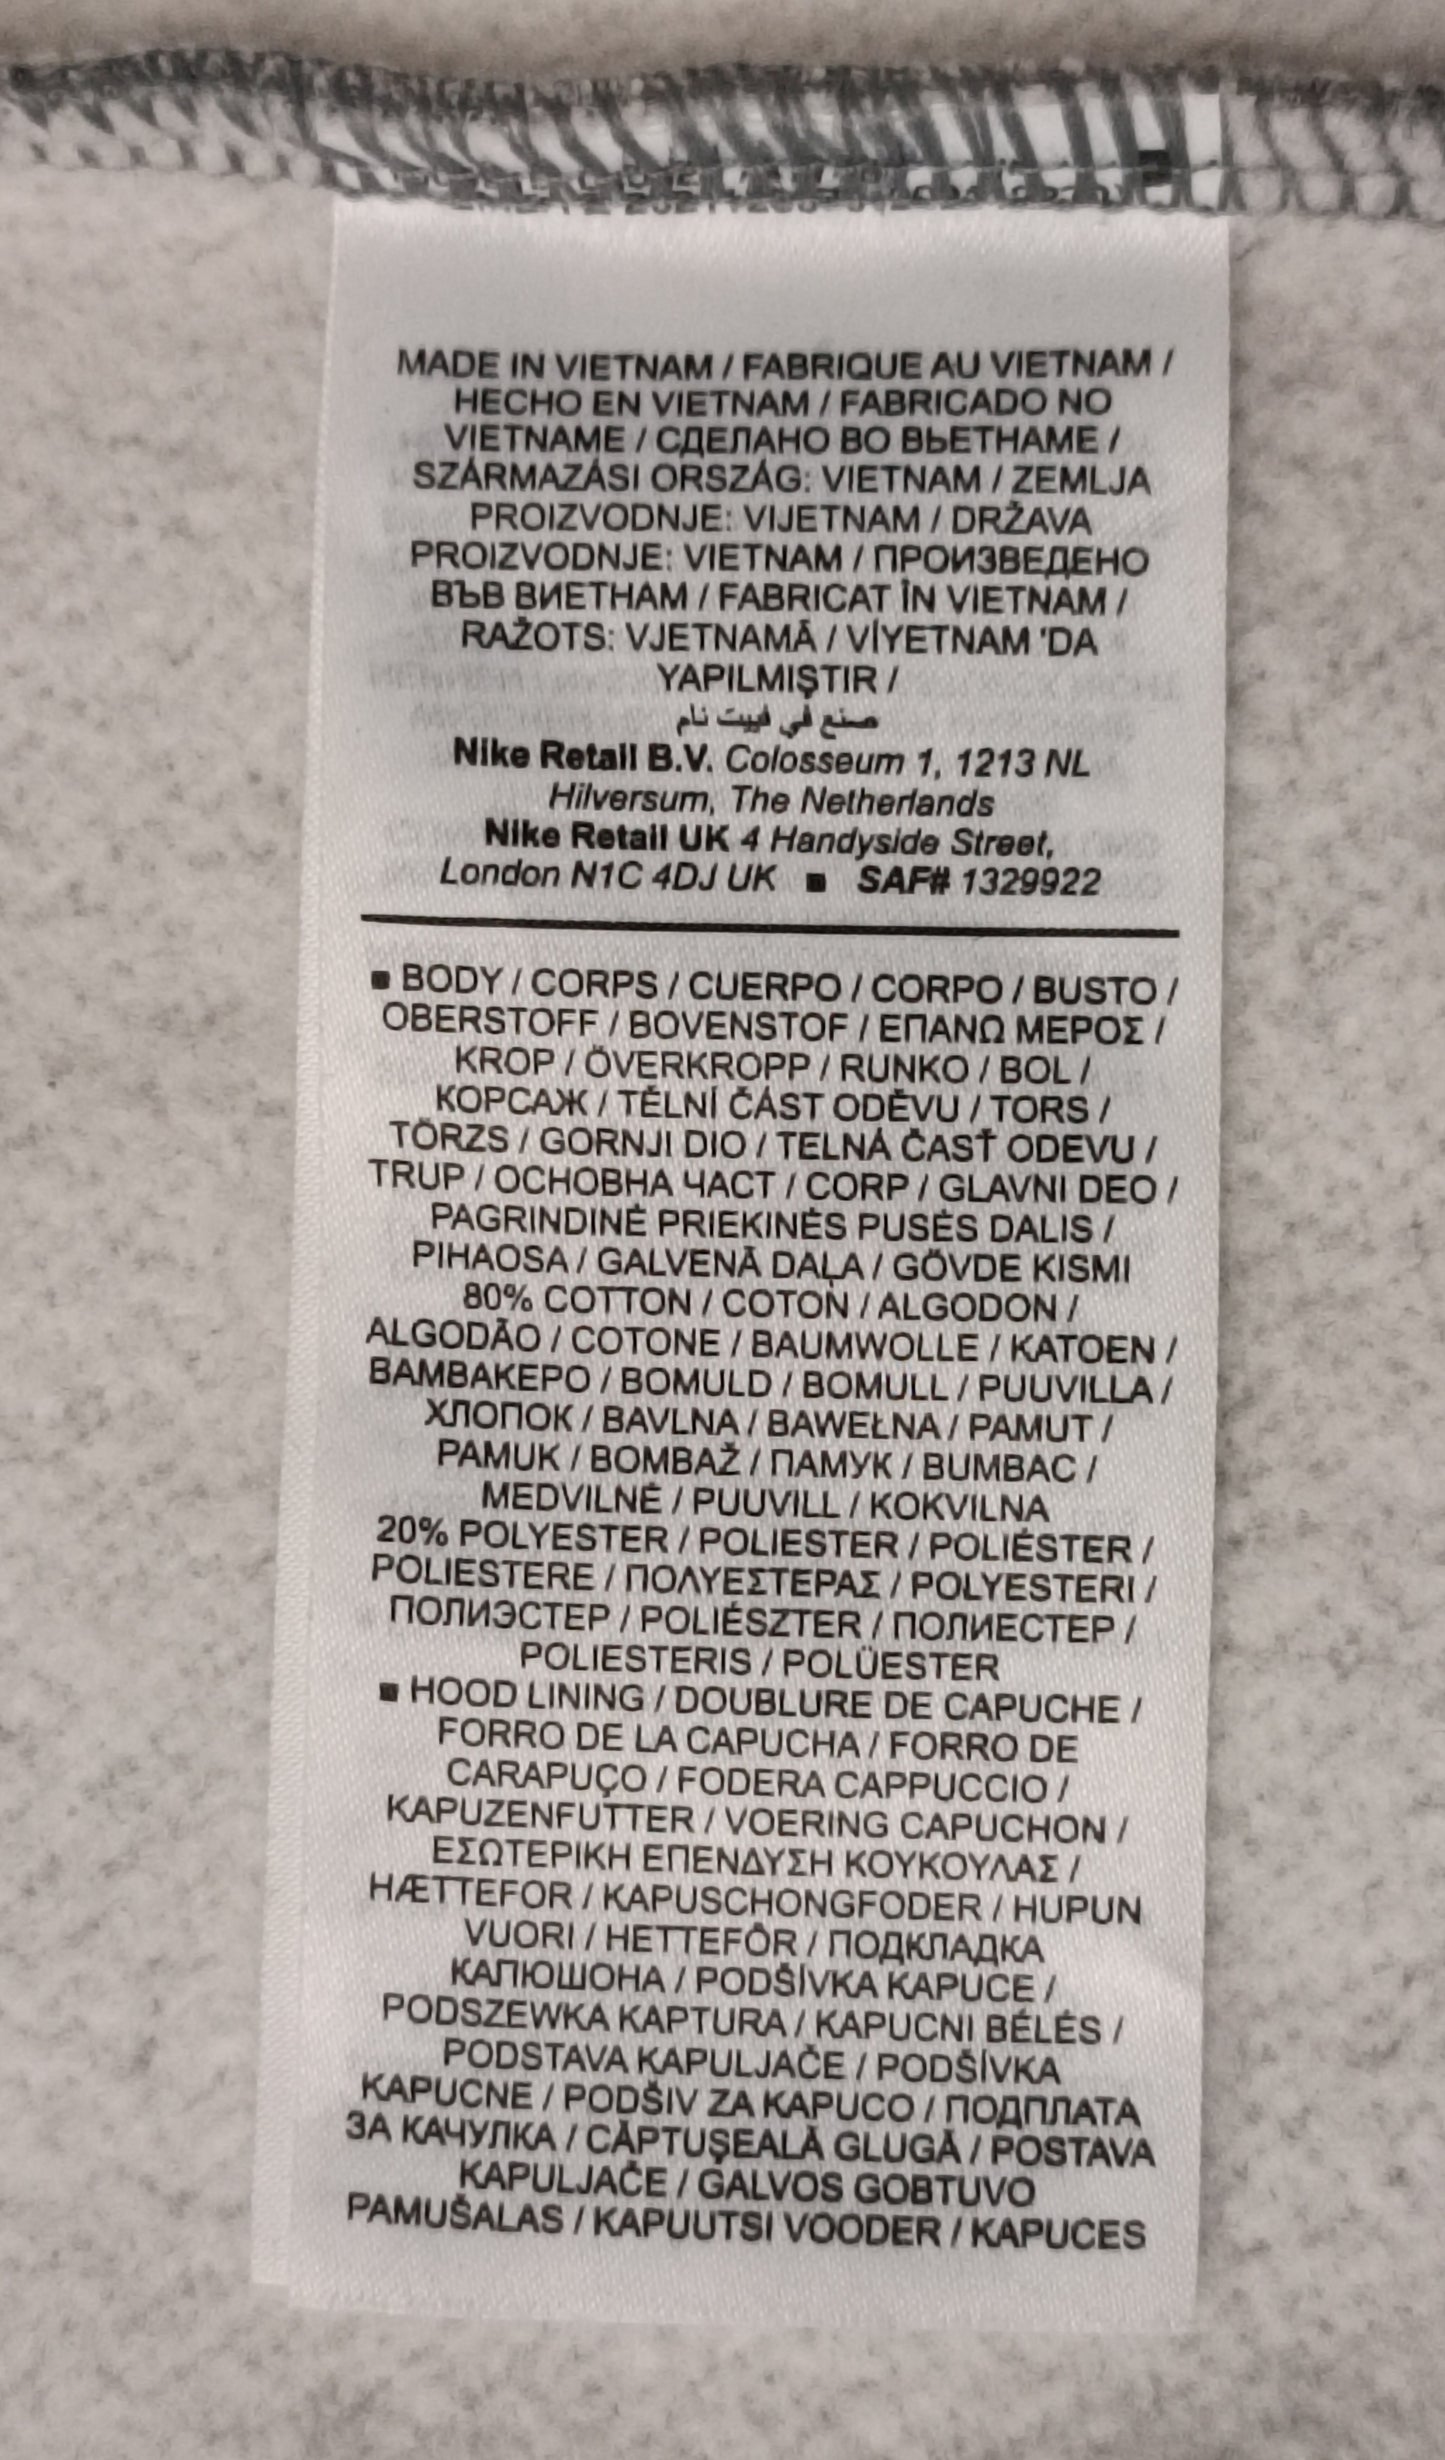 MADE IN VIETNAM / FABRIQUE AU VIETNAM /
HECHO EN VIETNAM / FABRICADO NO
VIETNAME / СДЕЛАНО ВО ВЬЕТНАМЕ /
SZÁRMAZÁSI ORSZÁG: VIETNAM / ZEMLJA
PROIZVODNJE: VIJETNAM / DRŽAVA
PROIZVODNJE: VIETNAM / ПРОИЗВЕДЕНО
ВЪВ ВИЕТНАМ / FABRICAT ÎN VIETNAM /
RAŽOTS: VJETNAMĀ / VİYETNAM 'DA
YAPILMIŞTIR /
صنع في فييت نام
Nike Retail B.V. Colosseum 1, 1213 NL
Hilversum, The Netherlands
Nike Retail UK 4 Handyside Street,
London N1C 4DJ UK ■ SAF# 1329922
■ BODY / CORPS / CUERPO / CORPO / BUSTO /
OBERSTOFF / BOVENSTOF / ΕΠΑΝΩ ΜΕΡΟΣ /
KROP / ÖVERKROPP / RUNKO / BOL /
КОРСАЖ / TĚLNÍ ČÁST ODĚVU / TORS /
TÖRZS / GORNJI DIO / TELNÁ ČASŤ ODEVU /
TRUP / ОСНОВНА ЧАСТ / CORP / GLAVNI DEO /
PAGRINDINĖ PRIEKINĖS PUSĖS DALIS /
PIHAOSA / GALVENĀ DAĻA / GÖVDE KISMI
80% COTTON / COTON / ALGODON /
ALGODÃO / COTONE / BAUMWOLLE / KATOEN /
ΒΑΜΒΑΚΕΡΟ / BOMULD / BOMULL / PUUVILLA /
ХЛОПОК / BAVLNA / BAWEŁNA / PAMUT /
PAMUK / BOMBAŽ / ПАМУК / BUMBAC /
MEDVILNĖ / PUUVILL / KOKVILNA
20% POLYESTER / POLIESTER / POLIÉSTER /
POLIESTERE / ΠΟΛΥΕΣΤΕΡΑΣ / POLYESTERI /
ПОЛИЭСТЕР / POLIÉSZTER / ПОЛИЕСТЕР /
POLIESTERIS / POLÜESTER
■ HOOD LINING / DOUBLURE DE CAPUCHE /
FORRO DE LA CAPUCHA / FORRO DE
CARAPUÇO / FODERA CAPPUCCIO /
KAPUZENFUTTER / VOERING CAPUCHON /
ΕΣΩΤΕΡΙΚΗ ΕΠΕΝΔΥΣΗ ΚΟΥΚΟΥΛΑΣ /
HÆTTEFOR / KAPUSCHONGFODER / HUPUN
VUORI / HETTEFÔR / ПОДКЛАДКА
КАПЮШОНА / PODŠÍVKA KAPUCE /
PODSZEWKA KAPTURA / KAPUCNI BÉLÉS /
PODSTAVA KAPULJAČE / PODŠÍVKA
KAPUCNE / PODŠIV ZA KAPUCO / ПОДПЛАТА
ЗА КАЧУЛКА / CĂPTUŞEALĂ GLUGĂ / POSTAVA
KAPULJAČE / GALVOS GOBTUVO
PAMUŠALAS / KAPUUTSI VOODER / KAPUCES